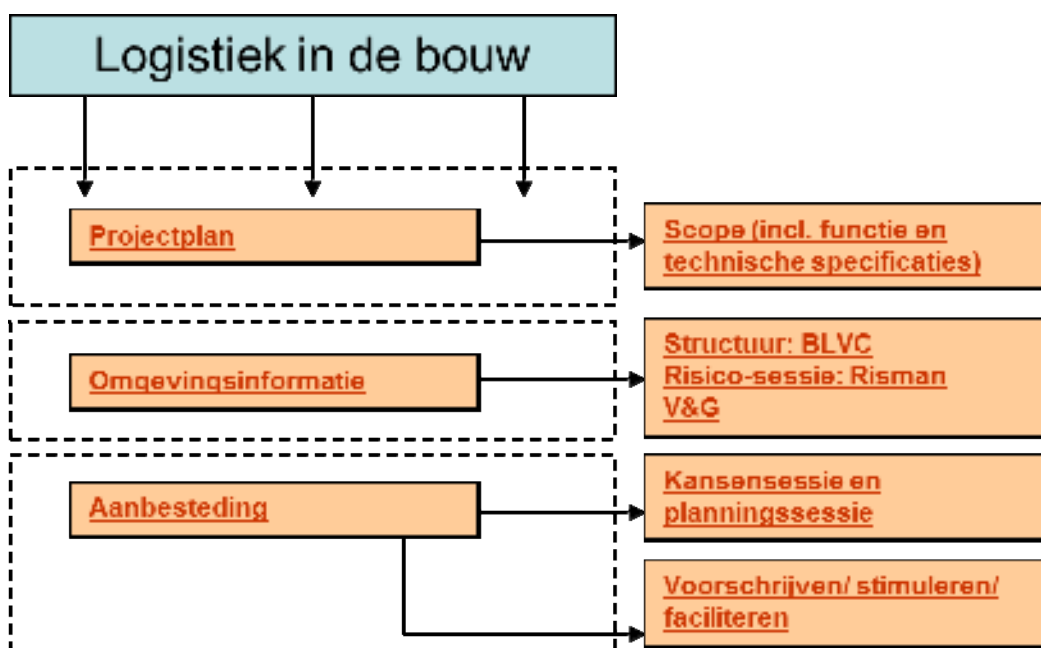 Logistiek in de bouw
Projectplan
Scope (incl. functie en
technische specificaties)
Omgevingsinformatie
Structuur: BLVC
Risico-sessie: Risman
V&G
Aanbesteding
Kansensessie en
planningssessie
Voorschrijven/ stimuleren/
faciliteren